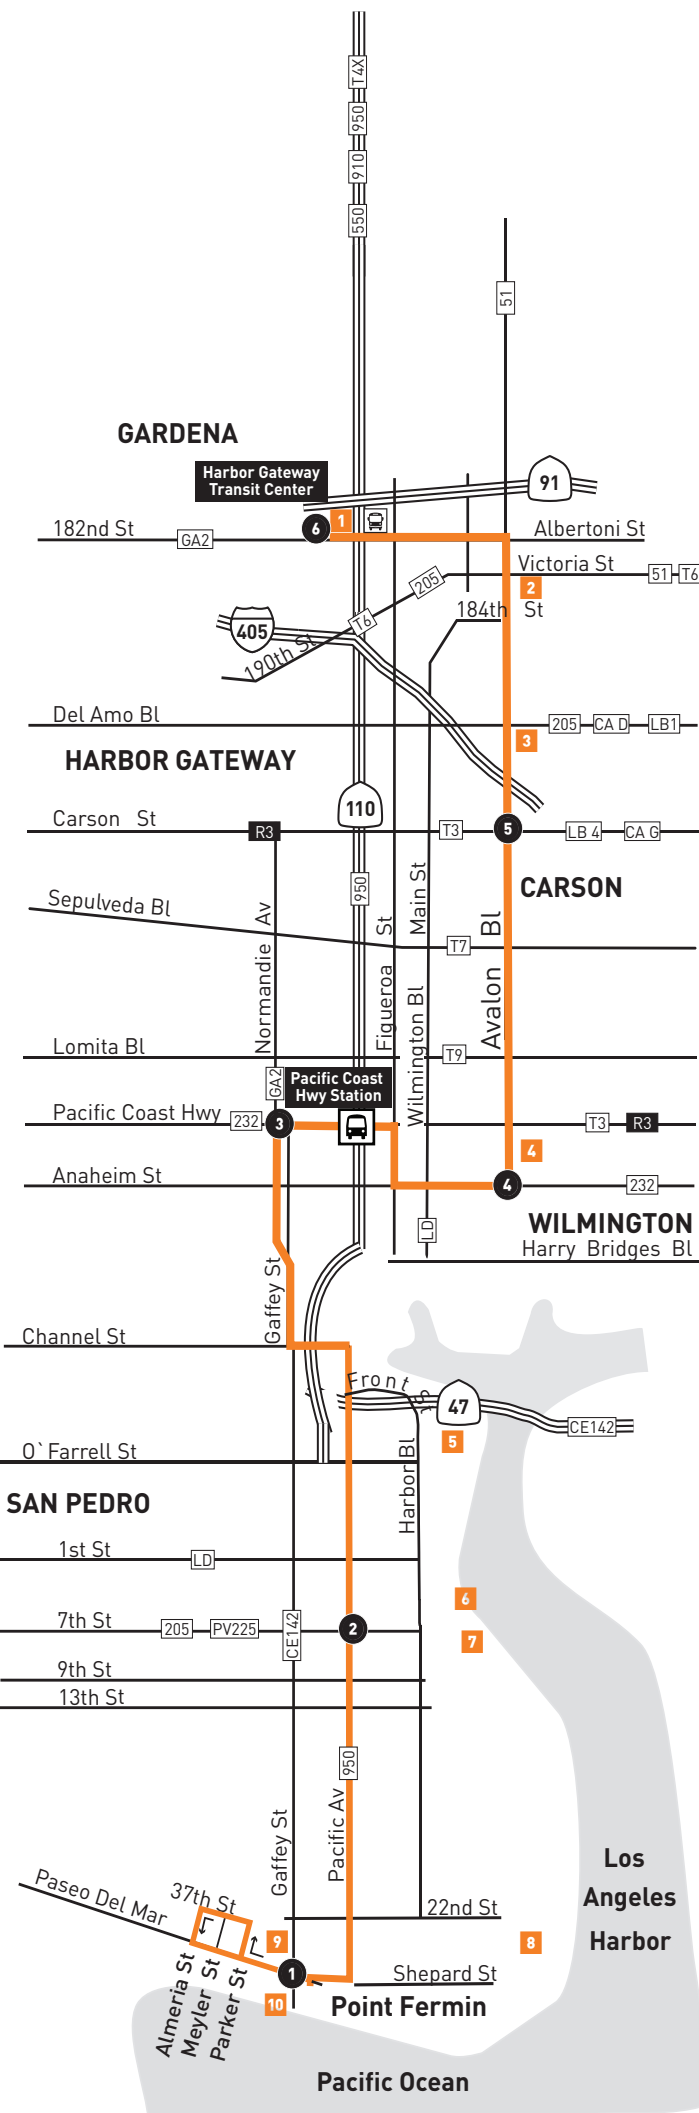 T4X
950
910
550
51
GARDENA
Harbor Gateway
Transit Center
91
6
1
182nd St
GA2
Albertoni St
Victoria St
51
T6
2
205
184th St
T6
405
190th St
Del Amo Bl
205
CA D
LB1
3
HARBOR GATEWAY
110
Carson St
R3
T3
5
LB 4
CA G
950
Main St
CARSON
Sepulveda Bl
Normandie Av
Figueroa St
Avalon Bl
T7
Lomita Bl
T9
Wilmington Bl
GA2
Pacific Coast
Hwy Station
Pacific Coast Hwy
232
3
T3
R3
4
Anaheim St
4
232
LD
WILMINGTON
Harry Bridges Bl
Gaffey St
Channel St
Front St
47
CE142
5
O`Farrell St
Harbor Bl
SAN PEDRO
1st St
LD
6
7th St
205
PV225
CE142
2
7
9th St
13th St
950
Pacific Av
Gaffey St
Los
Angeles
Harbor
Paseo Del Mar
37th St
22nd St
9
8
1
Shepard St
Almeria St
Meyler St
Parker St
10
Point Fermin
Pacific Ocean